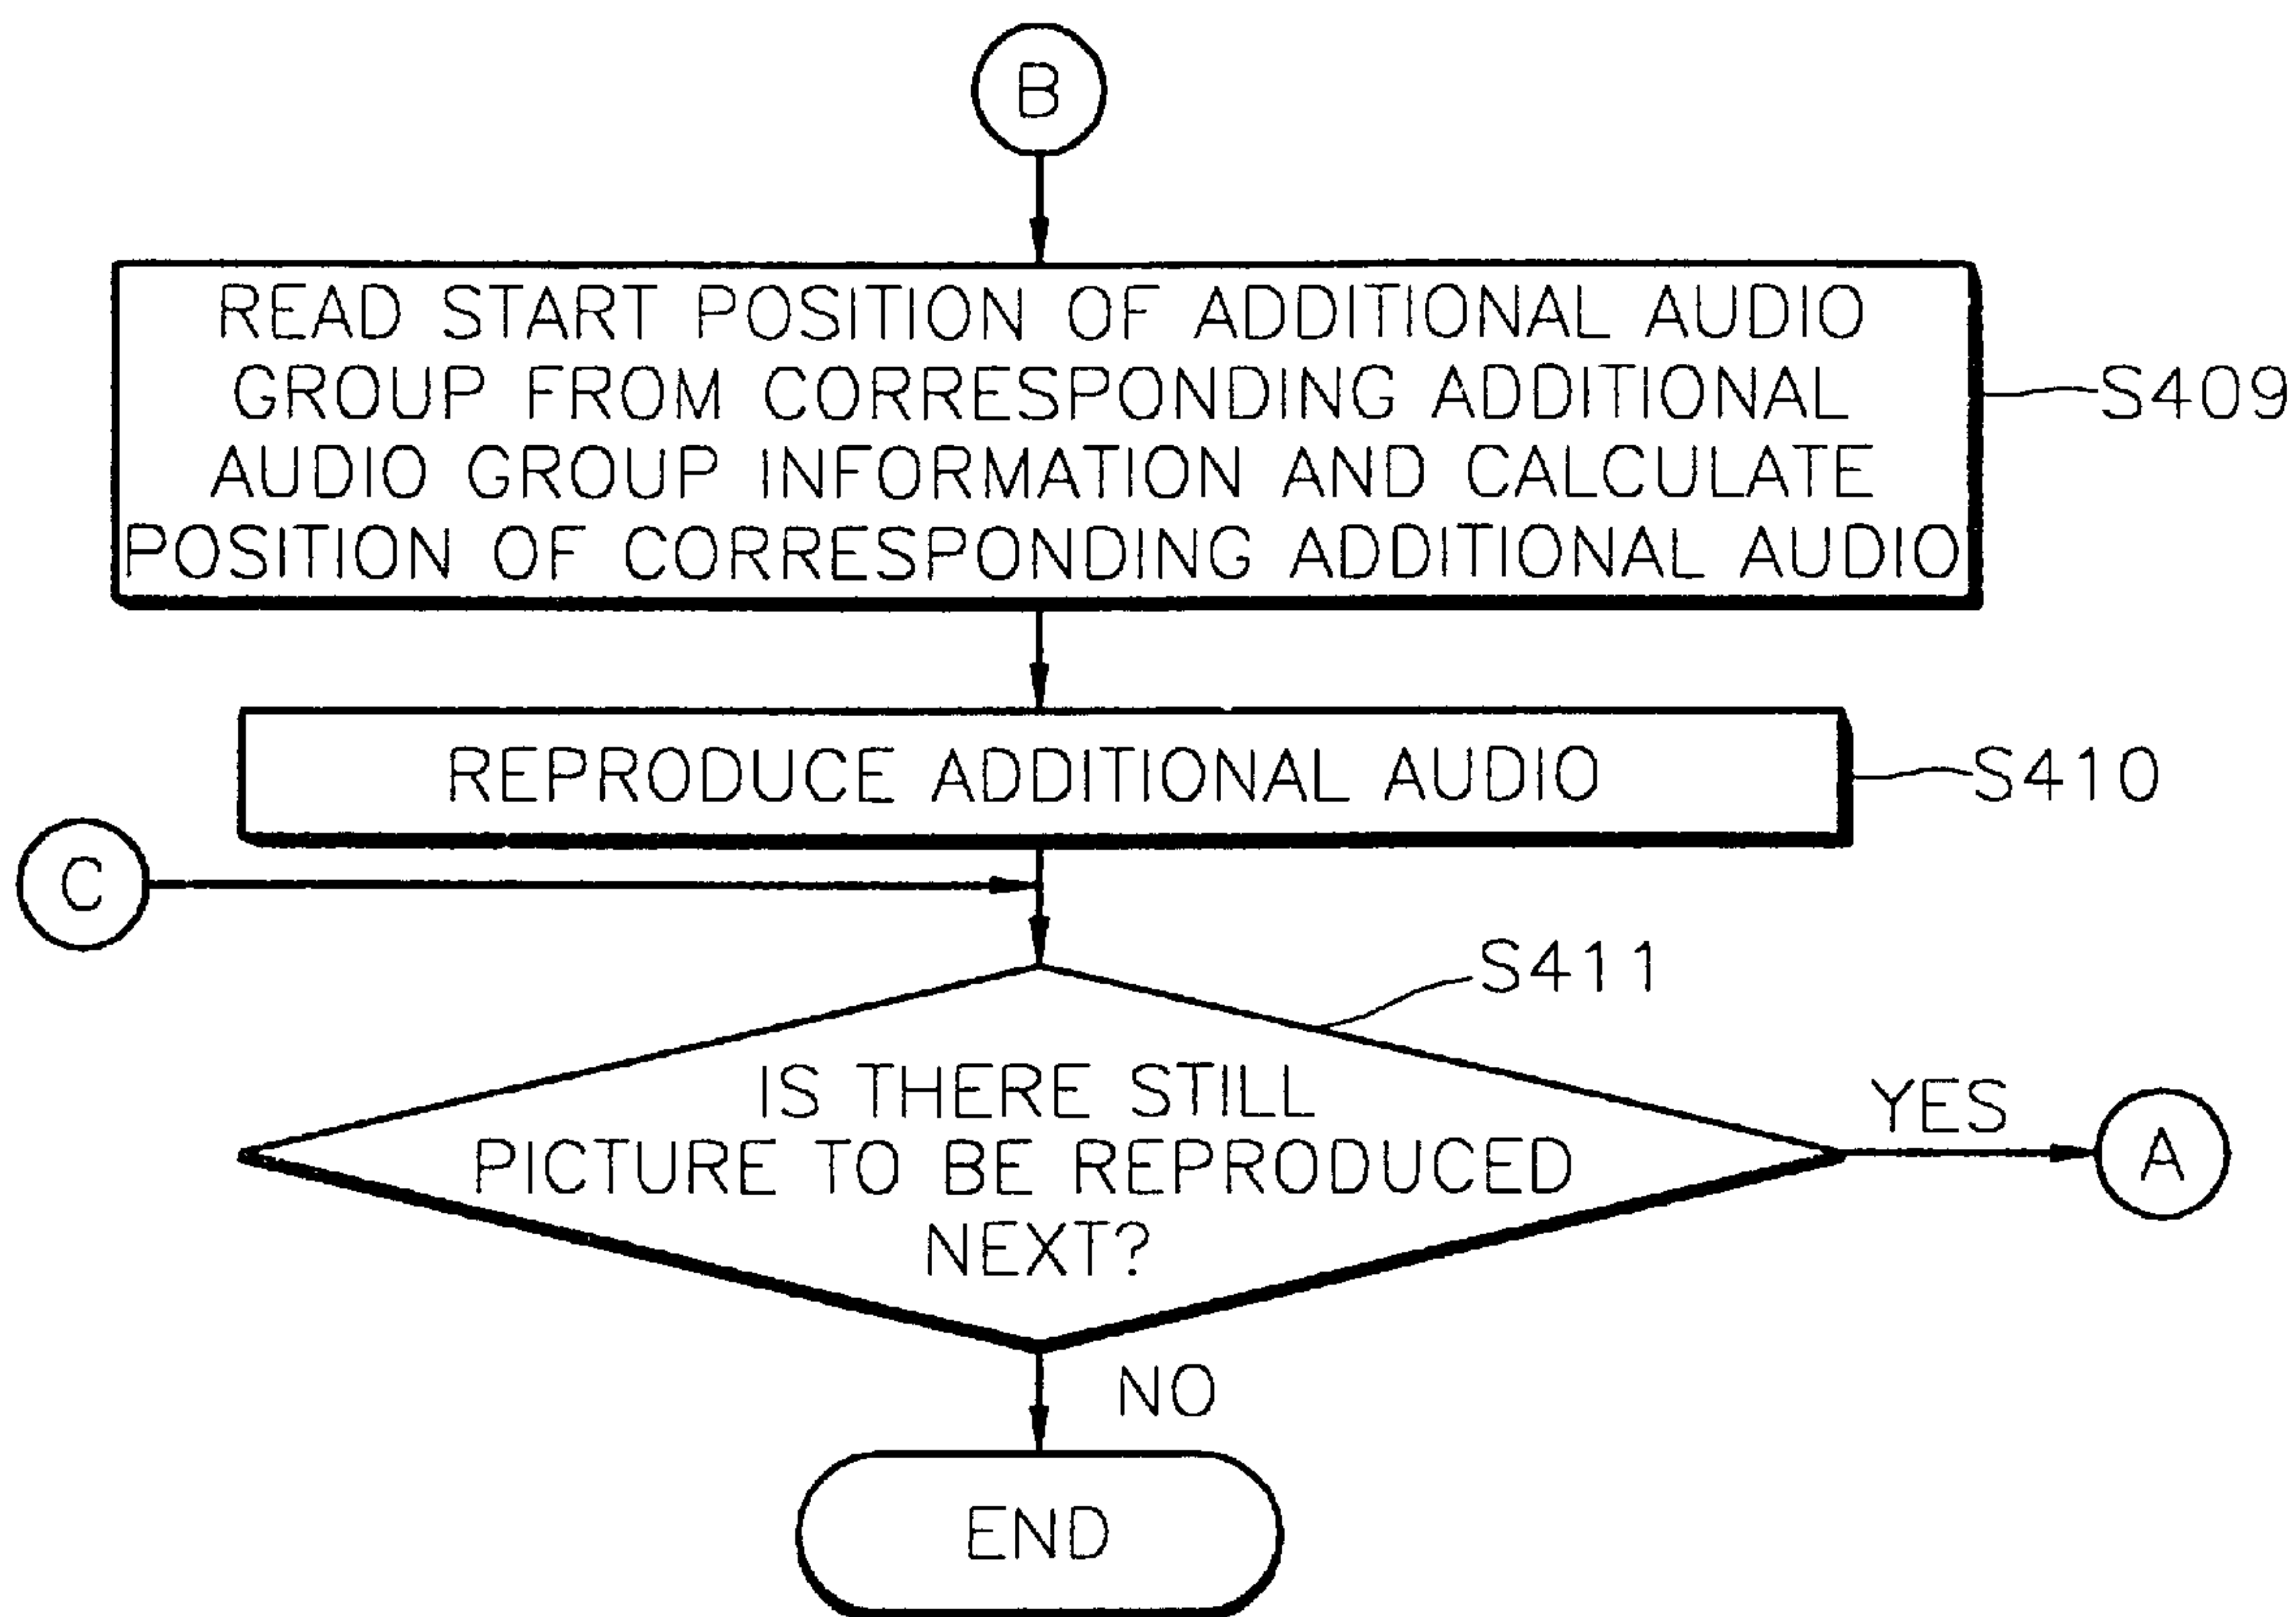 B
READ START POSITION OF ADDITIONAL AUDIO
GROUP FROM CORRESPONDING ADDITIONAL
AUDIO GROUP INFORMATION AND CALCULATE
POSITION OF CORRESPONDING ADDITIONAL AUDIO
S409
REPRODUCE ADDITIONAL AUDIO
S410
C
S411
IS THERE STILL
PICTURE TO BE REPRODUCED
NEXT?
YES
A
NO
END